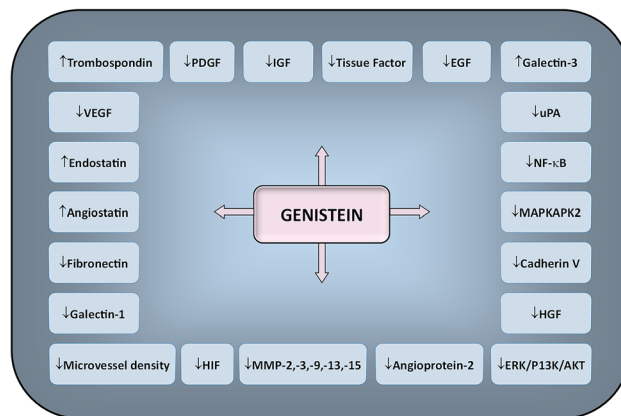 ↑Trombospondin ↓PDGF ↓IGF ↓Tissue Factor ↓EGF ↑Galectin-3
↓VEGF ↓uPA
↑Endostatin ↓NF-κB
↑Angiostatin GENISTEIN ↓MAPKAPK2
↓Fibronectin ↓Cadherin V
↓Galectin-1 ↓HGF
↓Microvessel density ↓HIF ↓MMP-2,-3,-9,-13,-15 ↓Angioprotein-2 ↓ERK/P13K/AKT